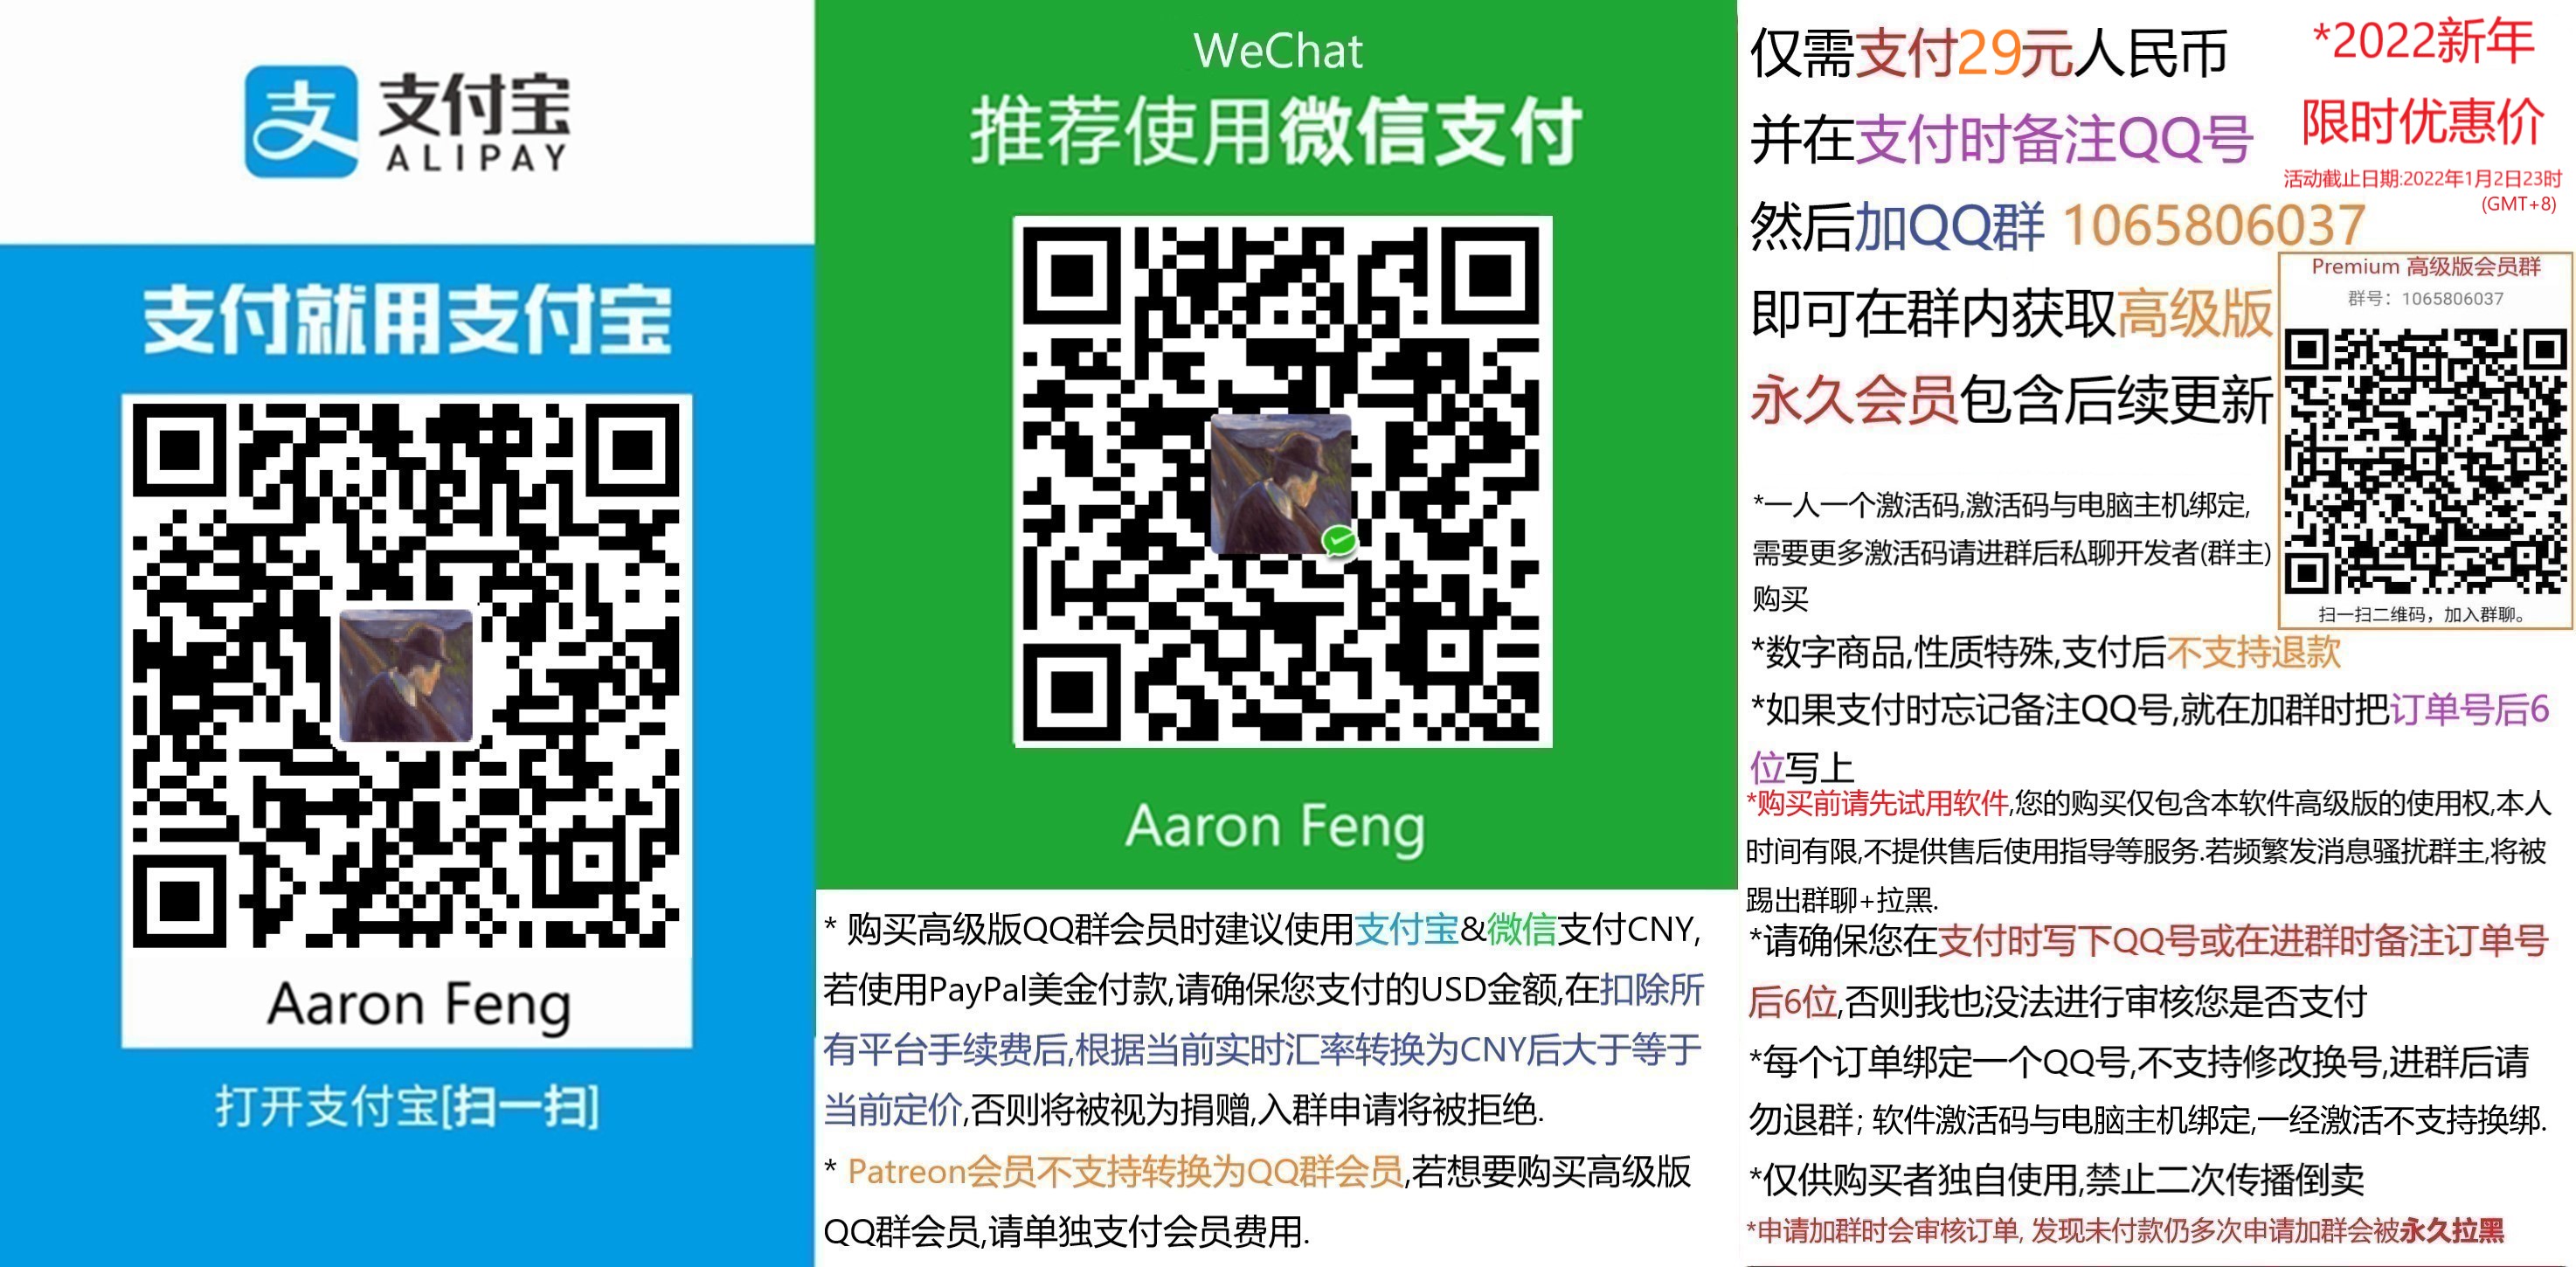 支付宝
ALIPAY
支付就用支付宝
Aaron Feng
打开支付宝[扫一扫]
WeChat
推荐使用微信支付
Aaron Feng
* 购买高级版QQ群会员时建议使用支付宝&微信支付CNY,
若使用PayPal美金付款,请确保您支付的USD金额,在扣除所
有平台手续费后,根据当前实时汇率转换为CNY后大于等于
当前定价,否则将被视为捐赠,入群申请将被拒绝.
* Patreon会员不支持转换为QQ群会员,若想要购买高级版
QQ群会员,请单独支付会员费用.
仅需支付29元人民币
并在支付时备注QQ号
然后加QQ群 1065806037
即可在群内获取高级版
永久会员包含后续更新
*2022新年
限时优惠价
活动截止日期:2022年1月2日23时
(GMT+8)
Premium 高级版会员群
群号：1065806037
扫一扫二维码，加入群聊。
*一人一个激活码,激活码与电脑主机绑定,
需要更多激活码请进群后私聊开发者(群主)
购买
*数字商品,性质特殊,支付后不支持退款
*如果支付时忘记备注QQ号,就在加群时把订单号后6
位写上
*购买前请先试用软件,您的购买仅包含本软件高级版的使用权,本人
时间有限,不提供售后使用指导等服务.若频繁发消息骚扰群主,将被
踢出群聊+拉黑.
*请确保您在支付时写下QQ号或在进群时备注订单号
后6位,否则我也没法进行审核您是否支付
*每个订单绑定一个QQ号,不支持修改换号,进群后请
勿退群; 软件激活码与电脑主机绑定,一经激活不支持换绑.
*仅供购买者独自使用,禁止二次传播倒卖
*申请加群时会审核订单, 发现未付款仍多次申请加群会被永久拉黑